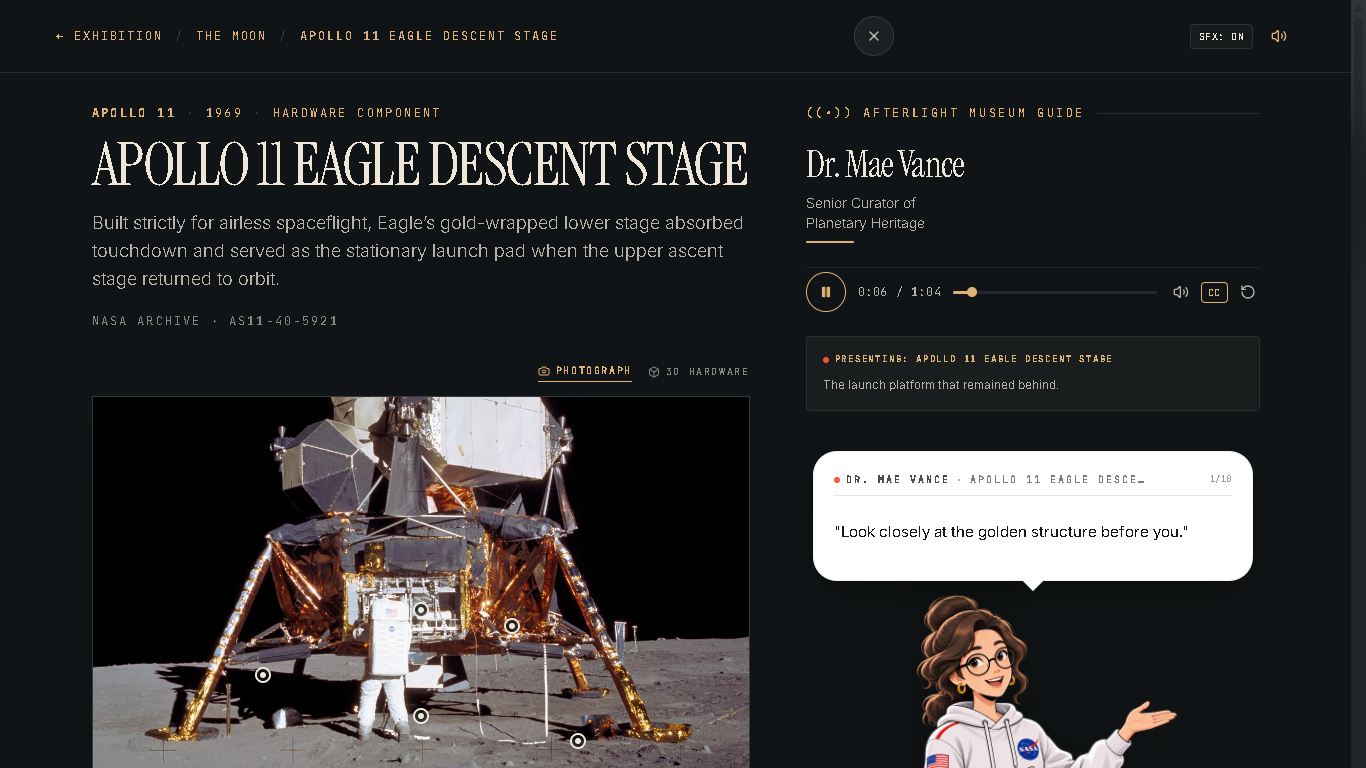 ← EXHIBITION / THE MOON / APOLLO 11 EAGLE DESCENT STAGE
SFX: ON
APOLLO 11 · 1969 · HARDWARE COMPONENT
APOLLO 11 EAGLE DESCENT STAGE
Built strictly for airless spaceflight, Eagle's gold-wrapped lower stage absorbed
touchdown and served as the stationary launch pad when the upper ascent
stage returned to orbit.
NASA ARCHIVE · AS11-40-5921
PHOTOGRAPH
3D HARDWARE
((•)) AFTERLIGHT MUSEUM GUIDE
Dr. Mae Vance
Senior Curator of
Planetary Heritage
0:06 / 1:04
CC
PRESENTING: APOLLO 11 EAGLE DESCENT STAGE
The launch platform that remained behind.
DR. MAE VANCE · APOLLO 11 EAGLE DESCE…
1/10
"Look closely at the golden structure before you."
NASA